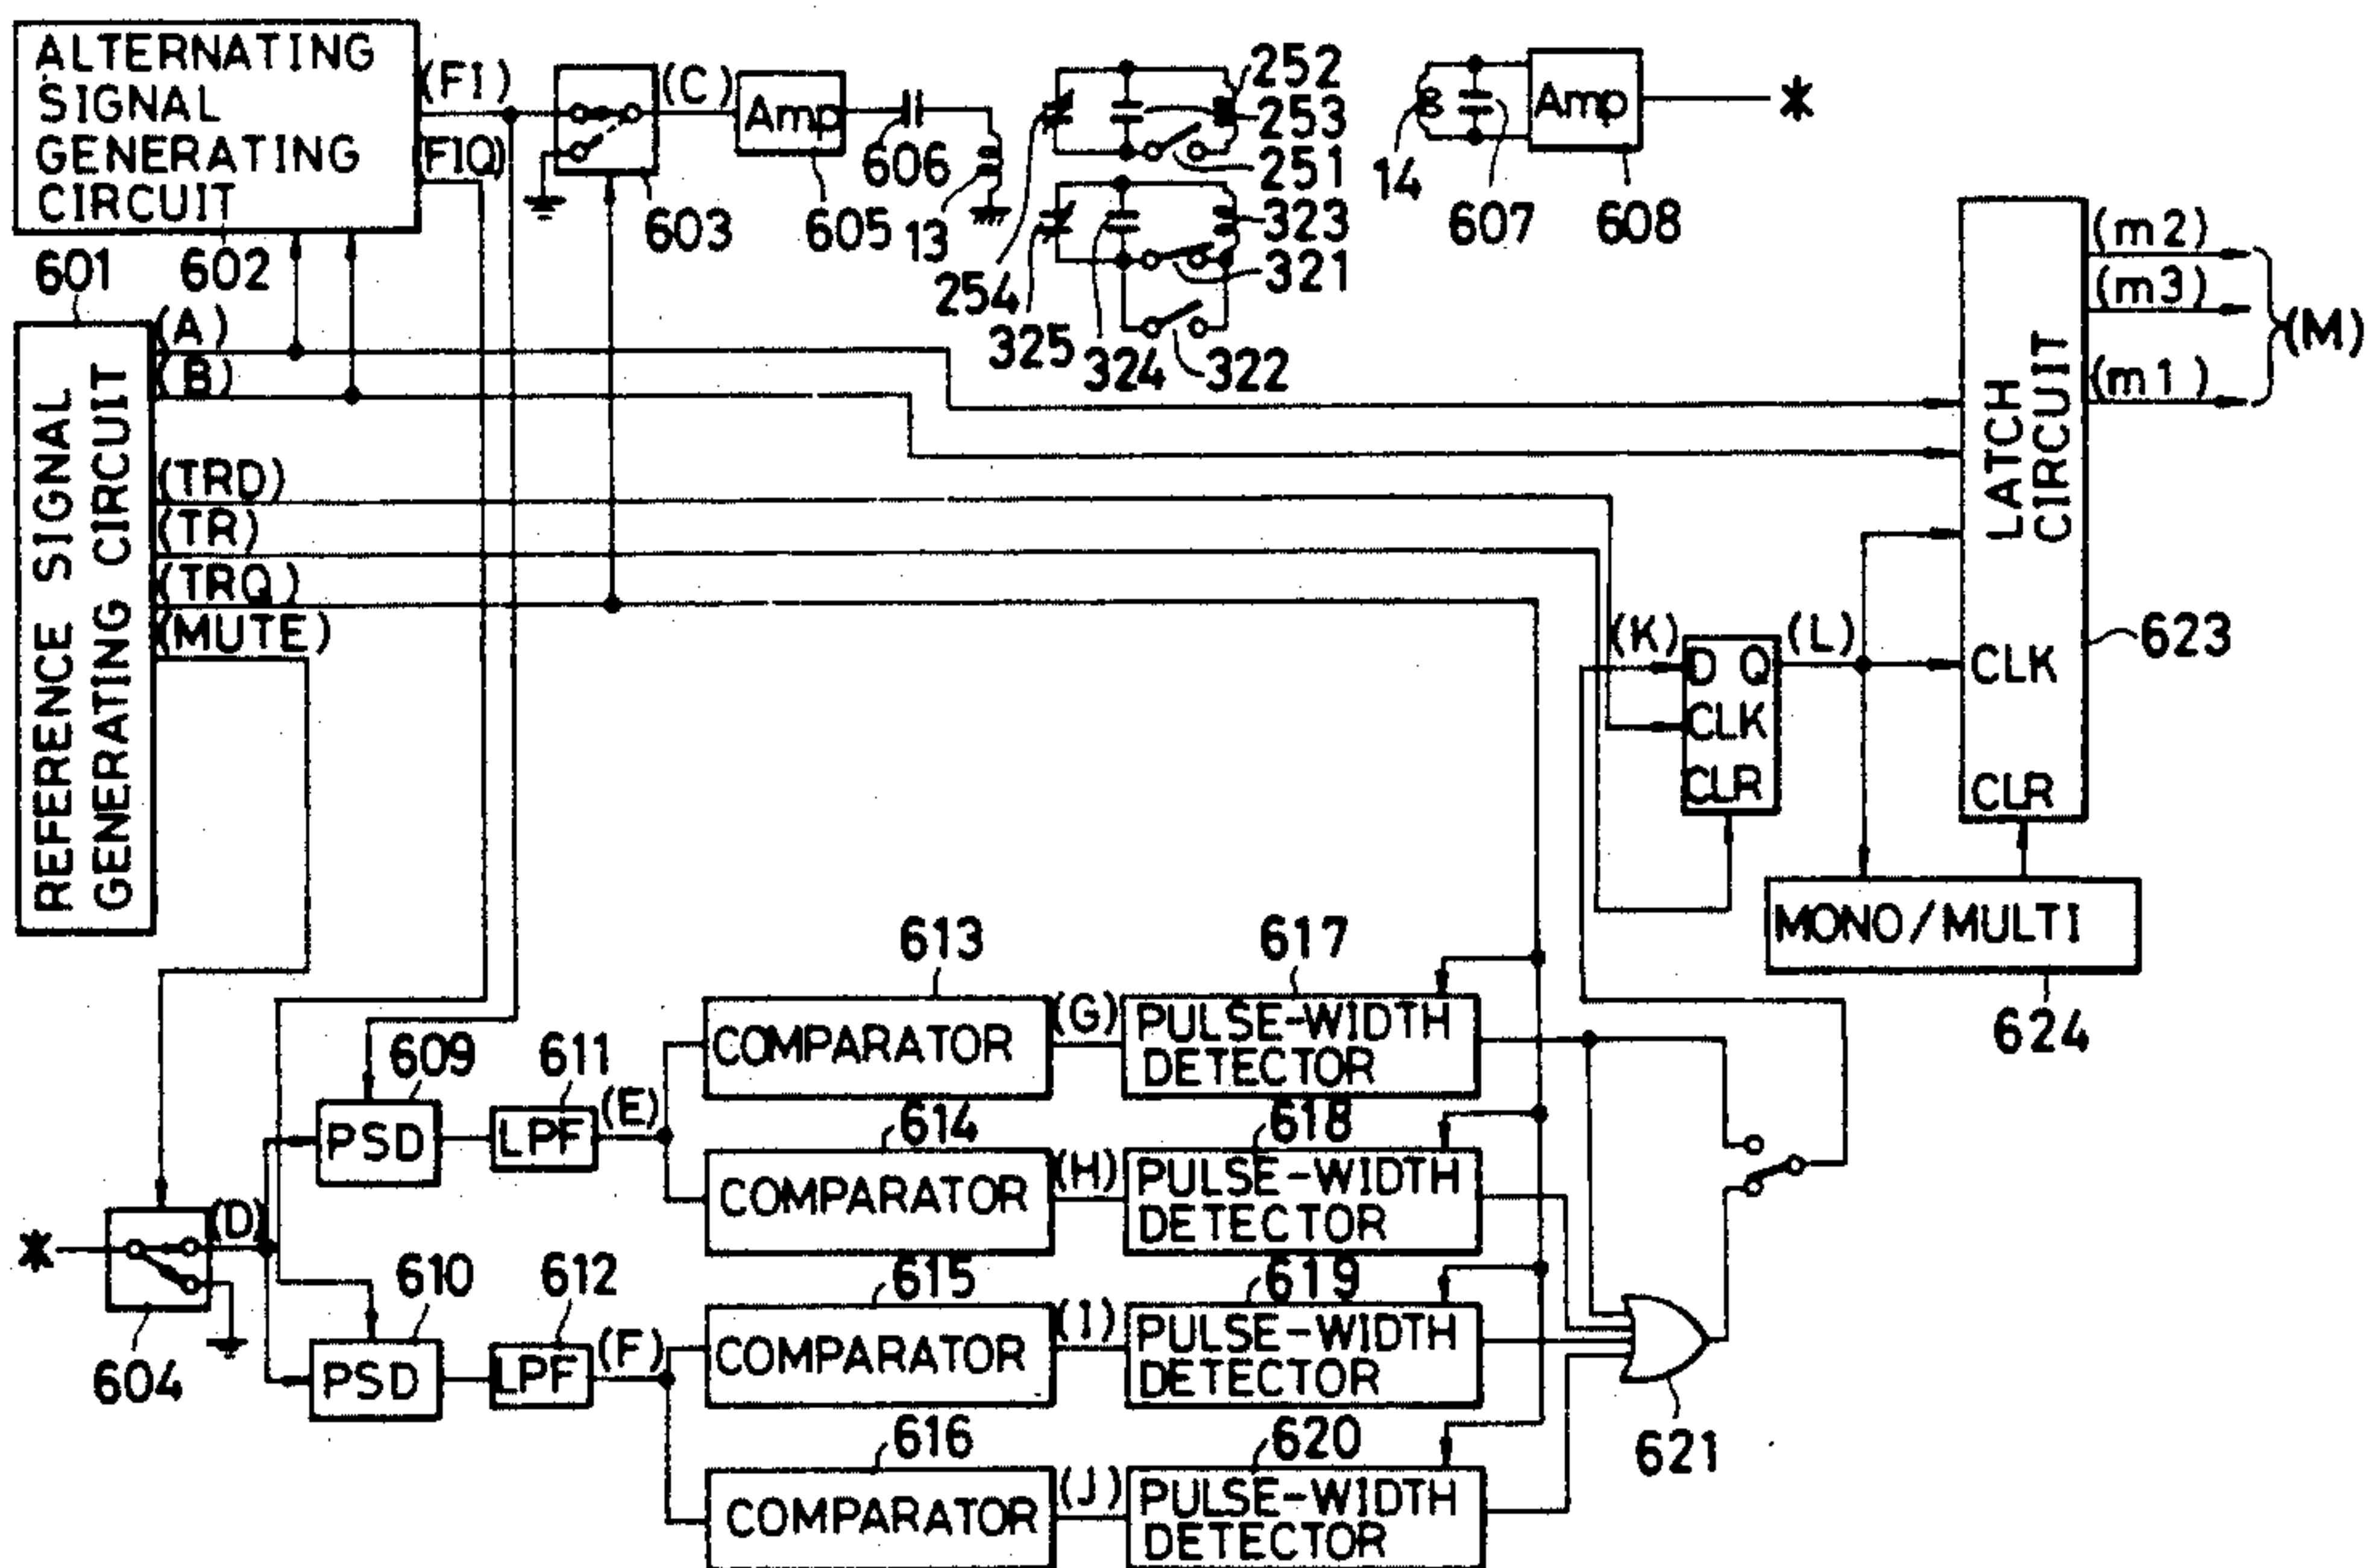 ALTERNATING
SIGNAL
GENERATING
CIRCUIT
(FI)
(FIQ)
(C)
Amp
606
13
603
605
252
253
251
254
323
321
325
324
322
14
607
Amp
608
*
601
602
REFERENCE SIGNAL
GENERATING CIRCUIT
(A)
(B)
(TRD)
(TR)
(TRQ)
(MUTE)
LATCH
CIRCUIT
CLK
CLR
(m2)
(m3)
(m1)
(M)
623
(K)
D Q
CLK
CLR
(L)
MONO/MULTI
624
*
604
(D)
609
PSD
611
LPF
(E)
610
PSD
612
LPF
(F)
613
COMPARATOR
(G)
617
PULSE-WIDTH
DETECTOR
614
COMPARATOR
(H)
618
PULSE-WIDTH
DETECTOR
615
COMPARATOR
(I)
619
PULSE-WIDTH
DETECTOR
616
COMPARATOR
(J)
620
PULSE-WIDTH
DETECTOR
621